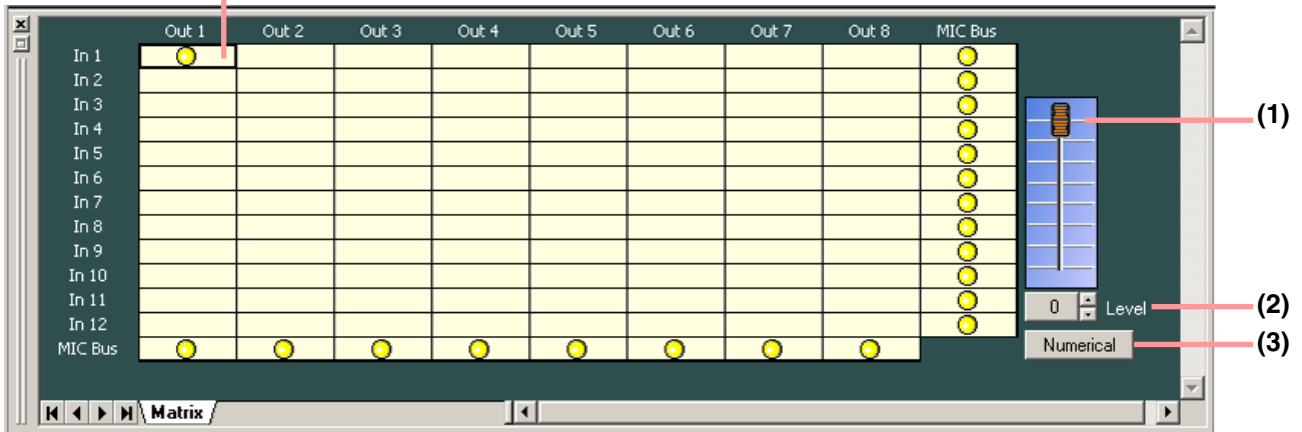 Out 1 Out 2 Out 3 Out 4 Out 5 Out 6 Out 7 Out 8 MIC Bus
In 1
In 2
In 3
In 4
In 5
In 6
In 7
In 8
In 9
In 10
In 11
In 12
MIC Bus
(1)
0 Level (2)
Numerical (3)
Matrix